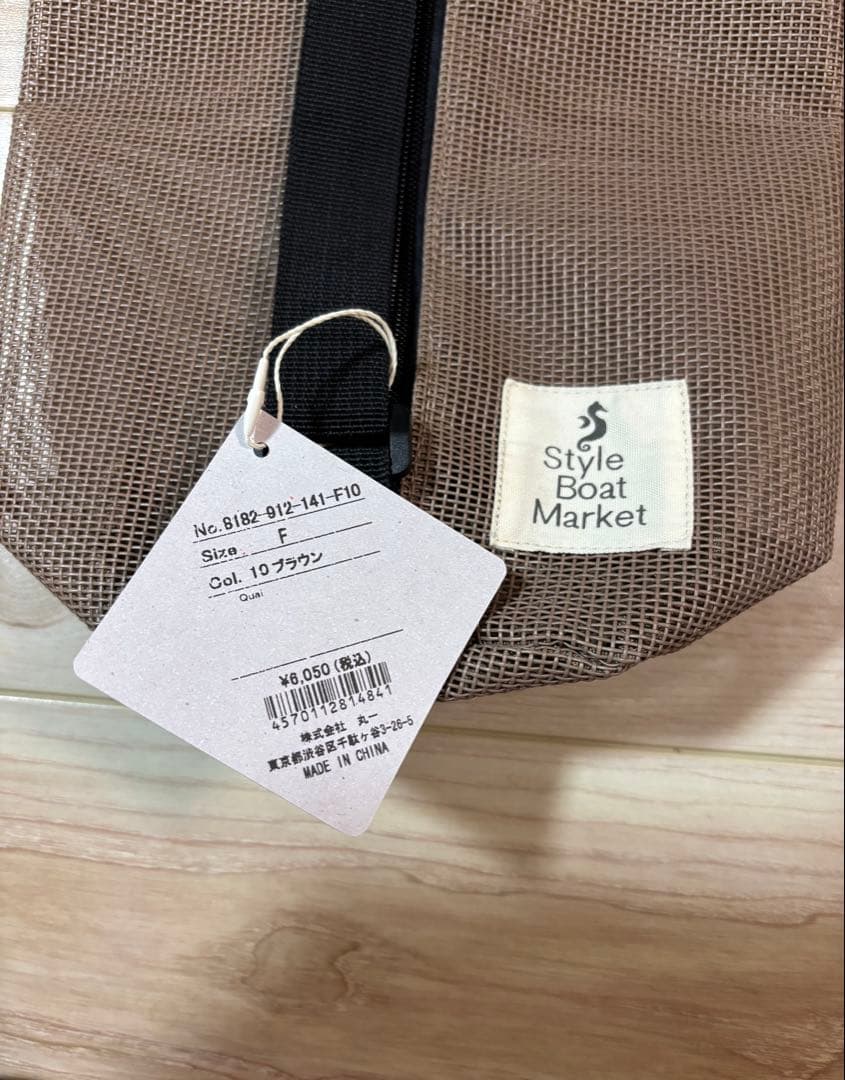 No.8182-912-141-F10
Size F
Col. 10ブラウン
Quai
¥6,050(税込)
4570112814841
株式会社 丸一
東京都渋谷区千駄ヶ谷3-26-5
MADE IN CHINA
Style
Boat
Market